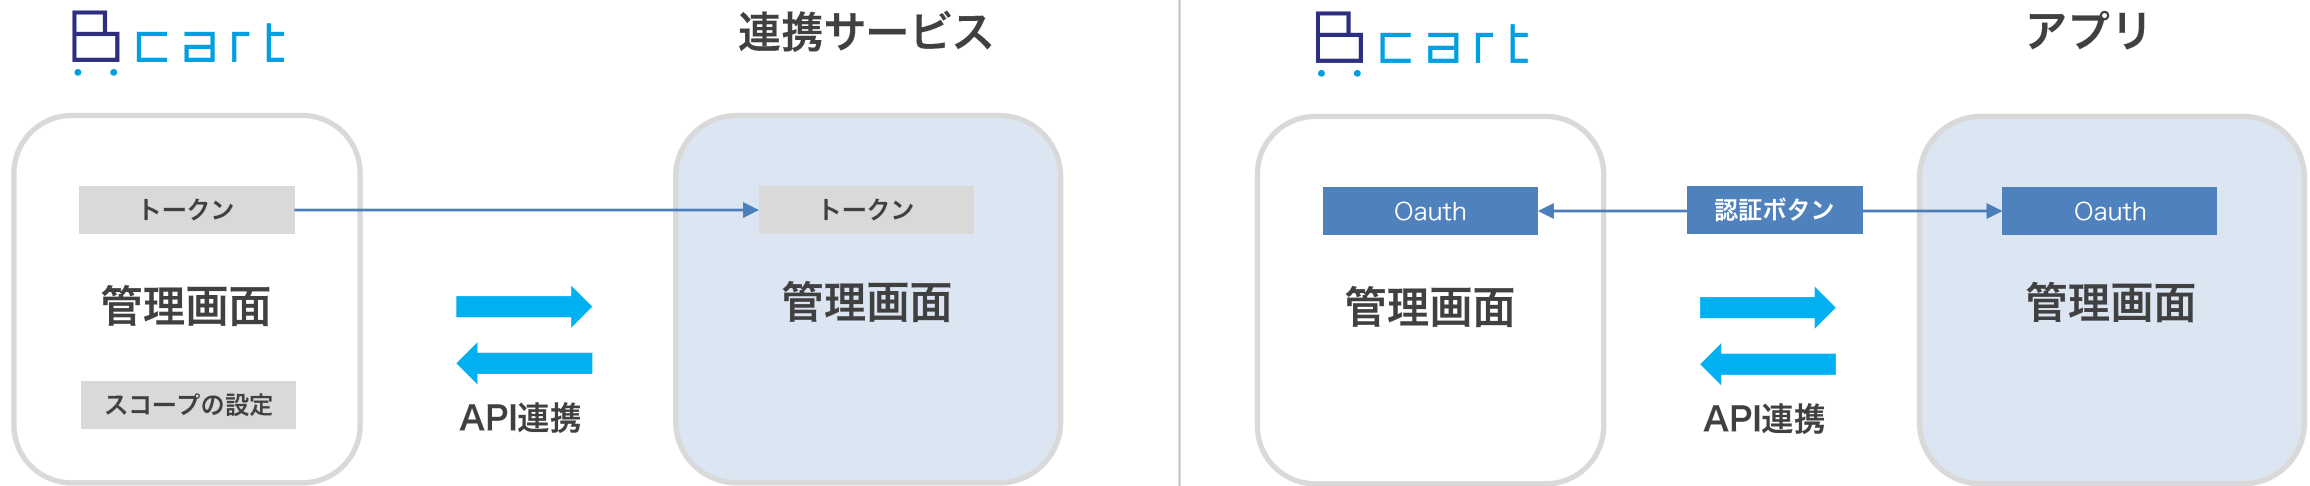 Bcart
連携サービス
トークン
トークン
管理画面
管理画面
スコープの設定
API連携
Bcart
アプリ
Oauth
認証ボタン
Oauth
管理画面
管理画面
API連携